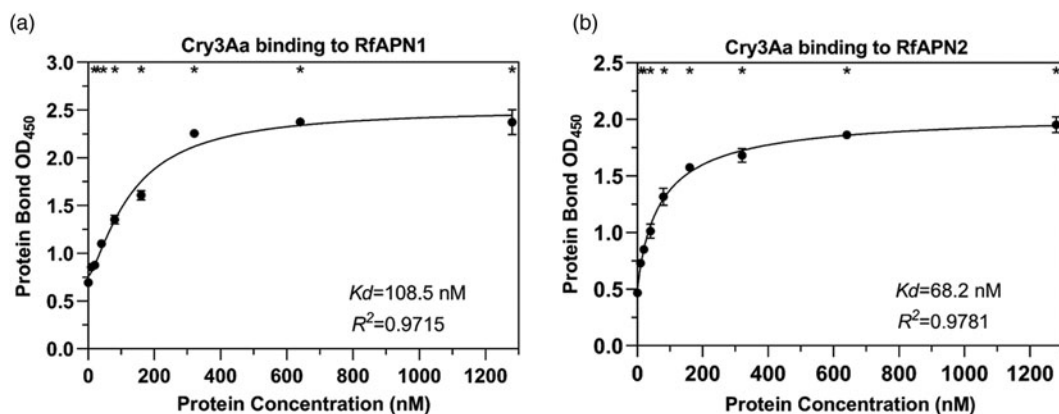 (a)
Cry3Aa binding to RfAPN1
3.0
2.5
2.0
1.5
1.0
0.5
0.0
Protein Bond OD450
* * * * * * * *
Kd=108.5 nM
R2=0.9715
0 200 400 600 800 1000 1200
Protein Concentration (nM)
(b)
Cry3Aa binding to RfAPN2
2.5
2.0
1.5
1.0
0.5
0.0
Protein Bond OD450
* * * * * * * *
Kd=68.2 nM
R2=0.9781
0 200 400 600 800 1000 1200
Protein Concentration (nM)